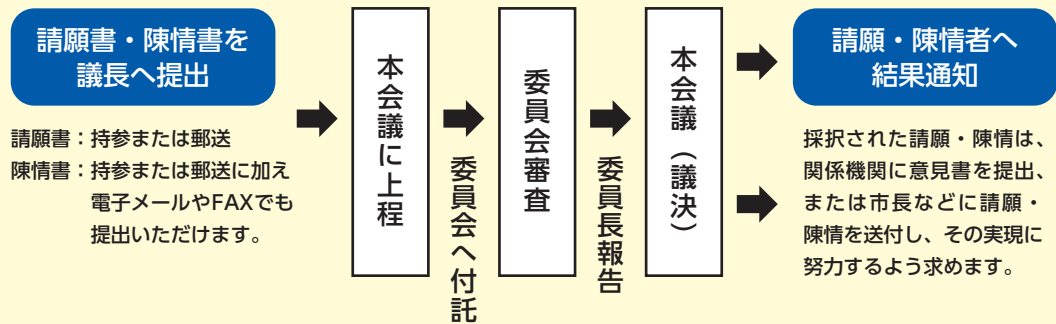 請願書・陳情書を
議長へ提出
請願書：持参または郵送
陳情書：持参または郵送に加え
電子メールやFAXでも
提出いただけます。
本会議に上程
委員会へ付託
委員会審査
委員長報告
本会議（議決）
請願・陳情者へ
結果通知
採択された請願・陳情は、
関係機関に意見書を提出、
または市長などに請願・
陳情を送付し、その実現に
努力するよう求めます。